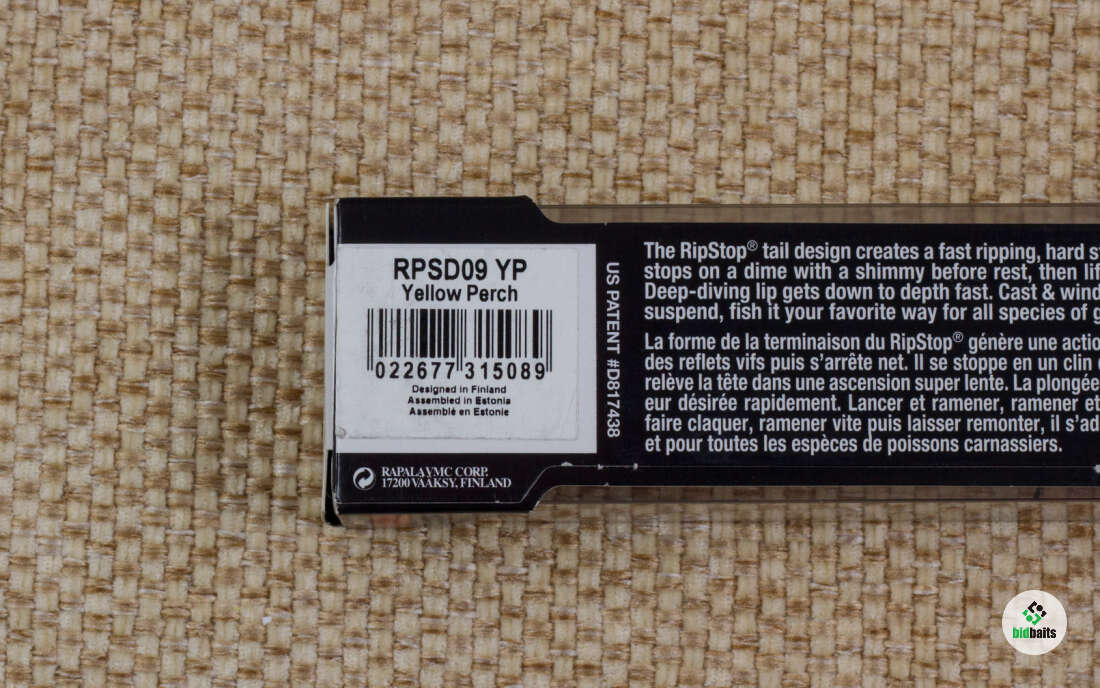 RPSD09 YP
Yellow Perch
022677 315089
Designed in Finland
Assembled in Estonia
Assemblé en Estonie
RAPALA VMC CORP.
17200 VÄÄKSY, FINLAND
US PATENT #D817438
The RipStop® tail design creates a fast ripping, hard
stops on a dime with a shimmy before rest, then
Deep-diving lip gets down to depth fast. Cast &
suspend, fish it your favorite way for all species of
La forme de la terminaison du RipStop® génère une
des reflets vifs puis s'arrête net. Il se stoppe en un clin
relève la tête dans une ascension super lente. La plongée
eur désirée rapidement. Lancer et ramener, ramener et
faire claquer, ramener vite puis laisser remonter, il
et pour toutes les espèces de poissons carnassiers.
bidbaits